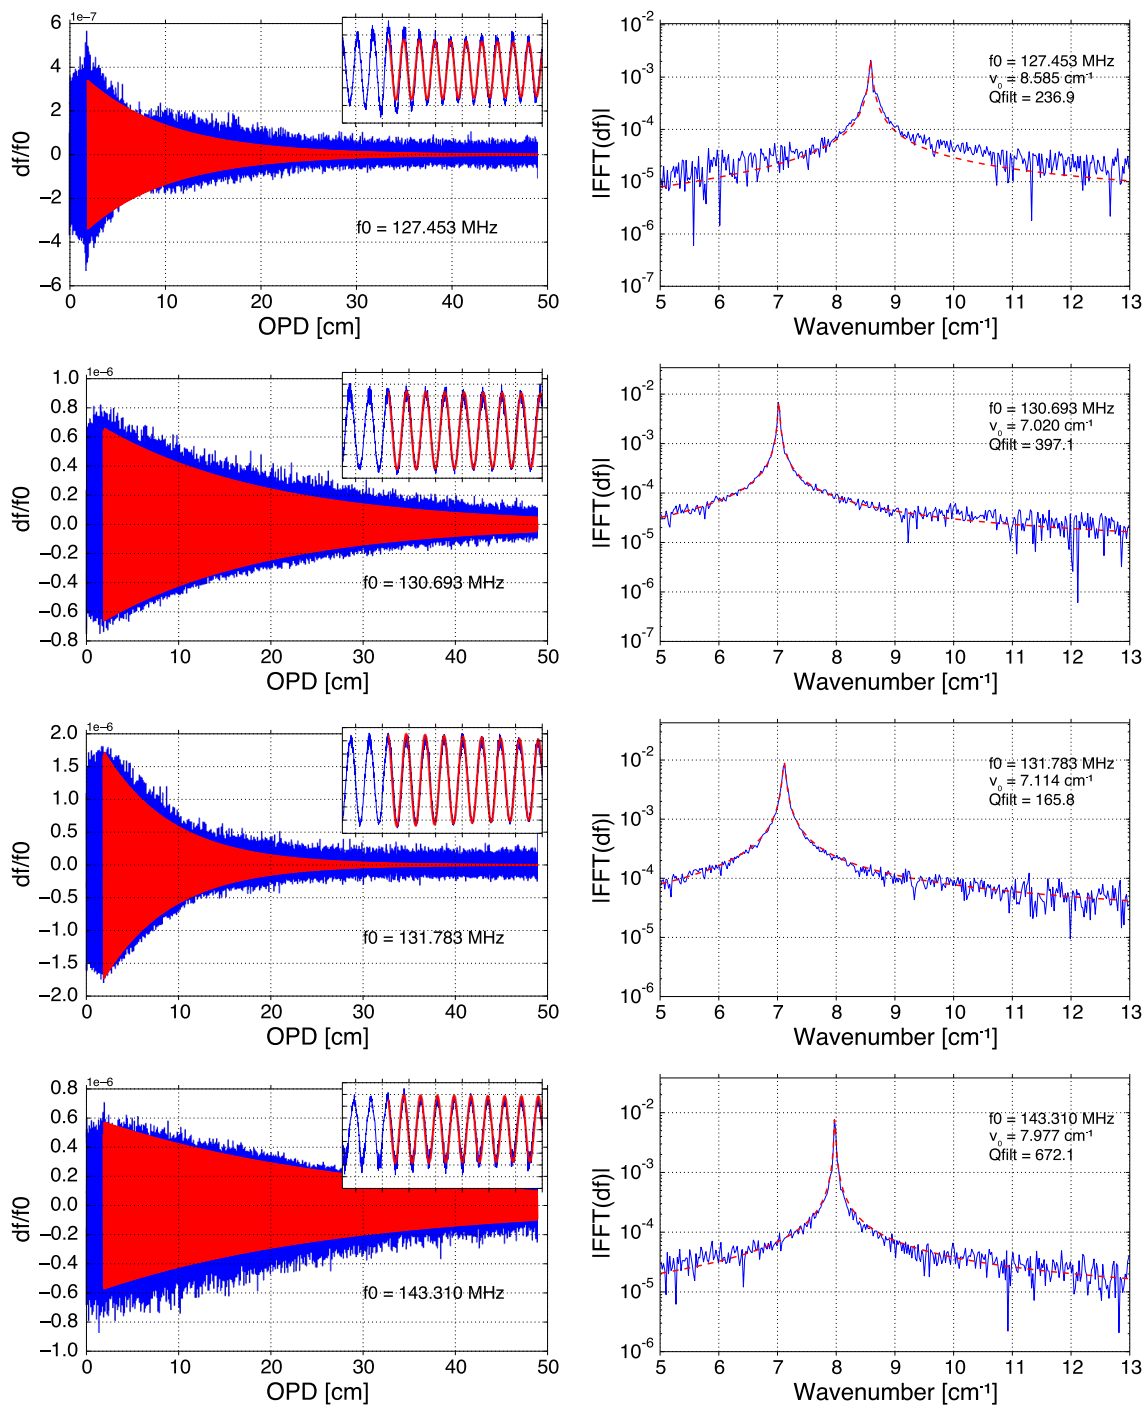 1e−7
6
4
2
0
−2
−4
−6
df/f0
f0 = 127.453 MHz
0 10 20 30 40 50
OPD [cm]
10⁻²
10⁻³
10⁻⁴
10⁻⁵
10⁻⁶
10⁻⁷
|FFT(df)|
f0 = 127.453 MHz
ν₀ = 8.585 cm⁻¹
Qfilt = 236.9
5 6 7 8 9 10 11 12 13
Wavenumber [cm⁻¹]
1e−6
1.0
0.8
0.6
0.4
0.2
0.0
−0.2
−0.4
−0.6
0.8
df/f0
f0 = 130.693 MHz
0 10 20 30 40 50
OPD [cm]
10⁻²
10⁻³
10⁻⁴
10⁻⁵
10⁻⁶
10⁻⁷
|FFT(df)|
f0 = 130.693 MHz
ν₀ = 7.020 cm⁻¹
Qfilt = 397.1
5 6 7 8 9 10 11 12 13
Wavenumber [cm⁻¹]
1e−6
2.0
1.5
1.0
0.5
0.0
−0.5
−1.0
−1.5
−2.0
df/f0
f0 = 131.783 MHz
0 10 20 30 40 50
OPD [cm]
10⁻²
10⁻³
10⁻⁴
10⁻⁵
10⁻⁶
|FFT(df)|
f0 = 131.783 MHz
ν₀ = 7.114 cm⁻¹
Qfilt = 165.8
5 6 7 8 9 10 11 12 13
Wavenumber [cm⁻¹]
1e−6
0.8
0.6
0.4
0.2
0.0
−0.2
−0.4
−0.6
−0.8
−1.0
df/f0
f0 = 143.310 MHz
0 10 20 30 40 50
OPD [cm]
10⁻²
10⁻³
10⁻⁴
10⁻⁵
10⁻⁶
|FFT(df)|
f0 = 143.310 MHz
ν₀ = 7.977 cm⁻¹
Qfilt = 672.1
5 6 7 8 9 10 11 12 13
Wavenumber [cm⁻¹]